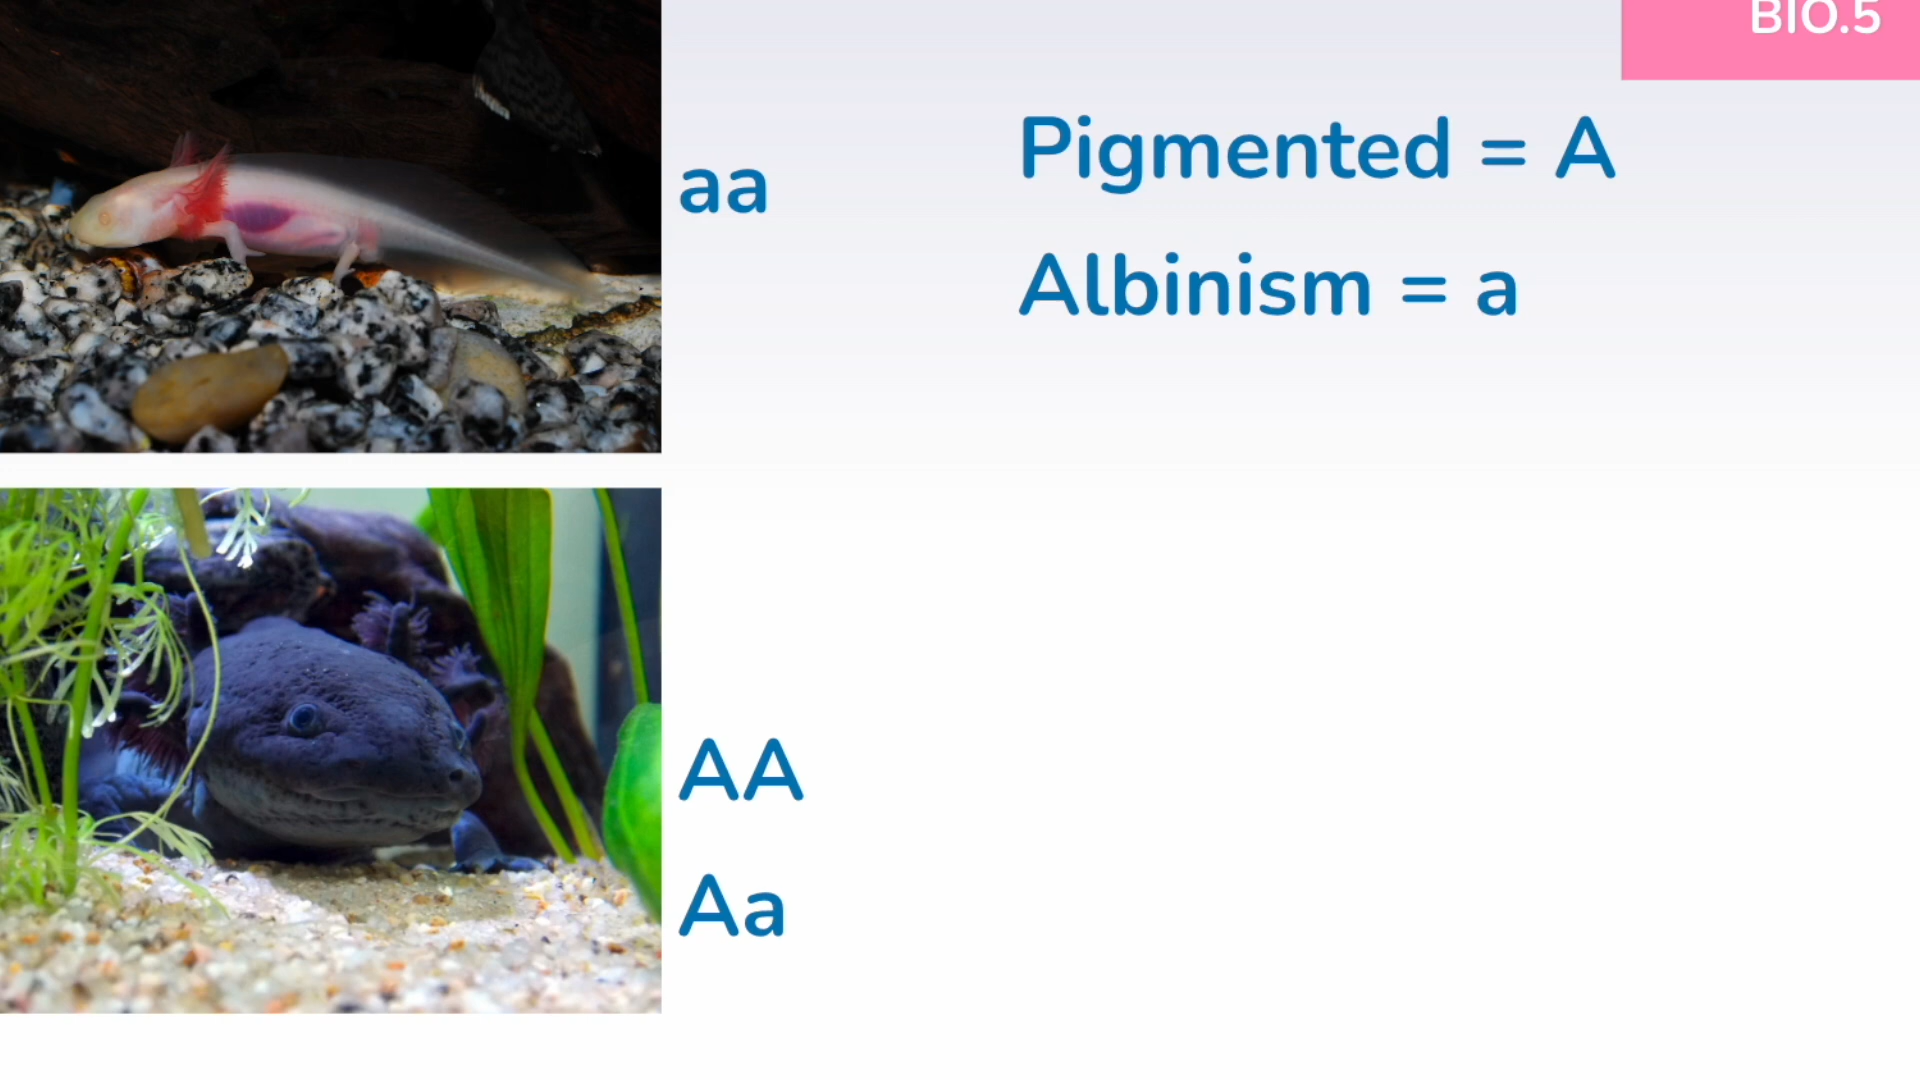 BIO.5
aa
Pigmented = A
Albinism = a
AA
Aa